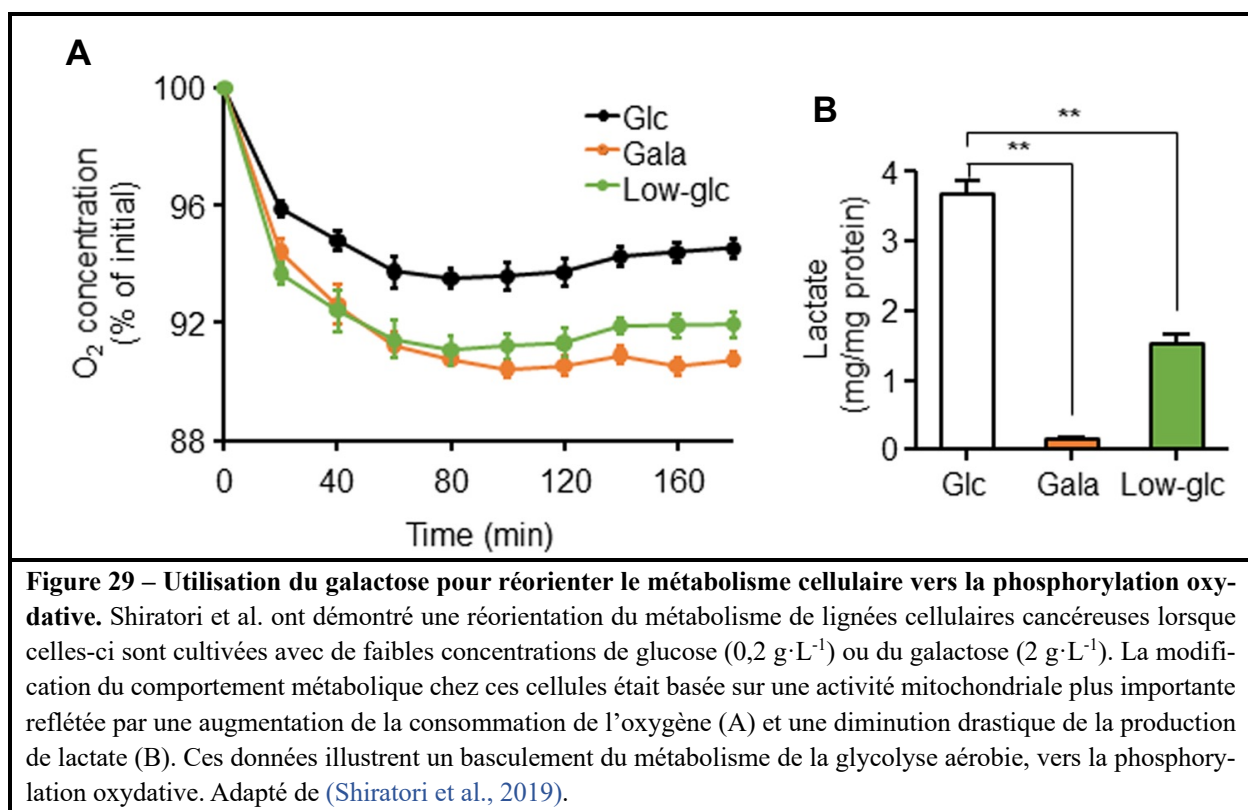 A
100
96
92
88
O₂ concentration
(% of initial)
0 40 80 120 160
Time (min)
Glc
Gala
Low-glc
B
**
**
4
3
2
1
0
Lactate
(mg/mg protein)
Glc Gala Low-glc
Figure 29 – Utilisation du galactose pour réorienter le métabolisme cellulaire vers la phosphorylation oxy-
dative. Shiratori et al. ont démontré une réorientation du métabolisme de lignées cellulaires cancéreuses lorsque
celles-ci sont cultivées avec de faibles concentrations de glucose (0,2 g·L⁻¹) ou du galactose (2 g·L⁻¹). La modifi-
cation du comportement métabolique chez ces cellules était basée sur une activité mitochondriale plus importante
reflétée par une augmentation de la consommation de l’oxygène (A) et une diminution drastique de la production
de lactate (B). Ces données illustrent un basculement du métabolisme de la glycolyse aérobie, vers la phosphory-
lation oxydative. Adapté de (Shiratori et al., 2019).